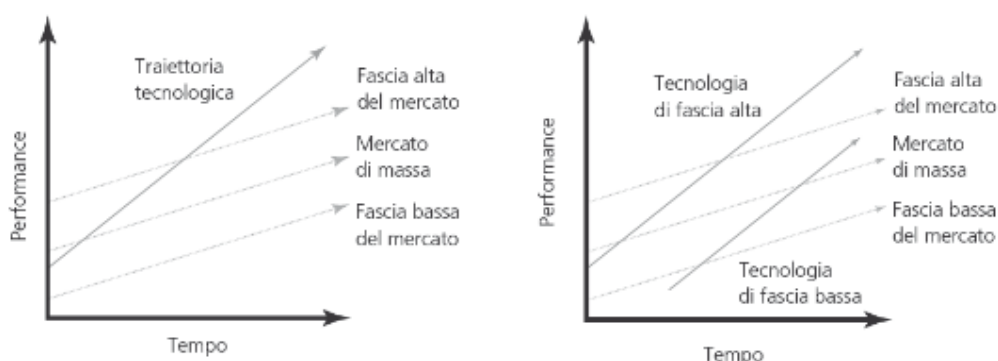 Traiettoria
tecnologica
Fascia alta
del mercato
Mercato
di massa
Fascia bassa
del mercato
Performance
Tempo
Tecnologia
di fascia alta
Fascia alta
del mercato
Mercato
di massa
Fascia bassa
del mercato
Tecnologia
di fascia bassa
Performance
Tempo